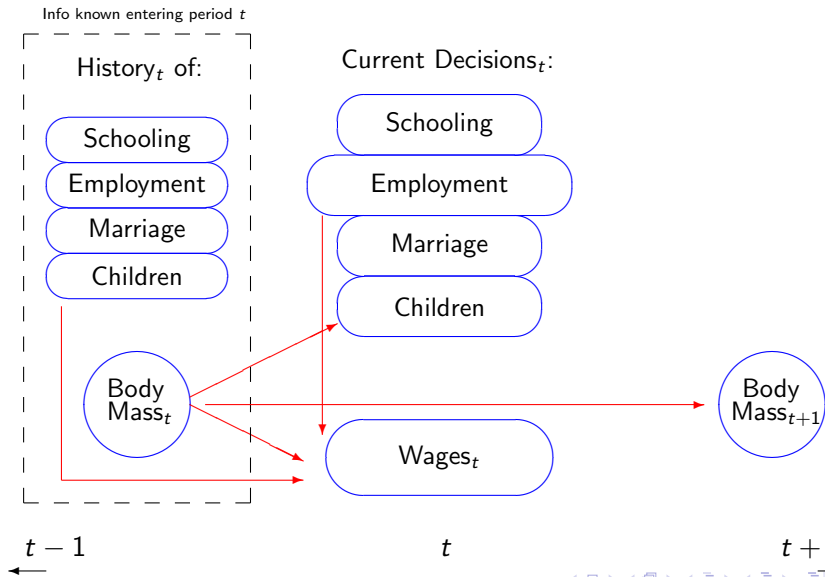 Info known entering period t
History_t of:
Current Decisions_t:
Schooling
Employment
Marriage
Children
Schooling
Employment
Marriage
Children
Body
Mass_t
Wages_t
Body
Mass_{t+1}
t − 1
t
t +